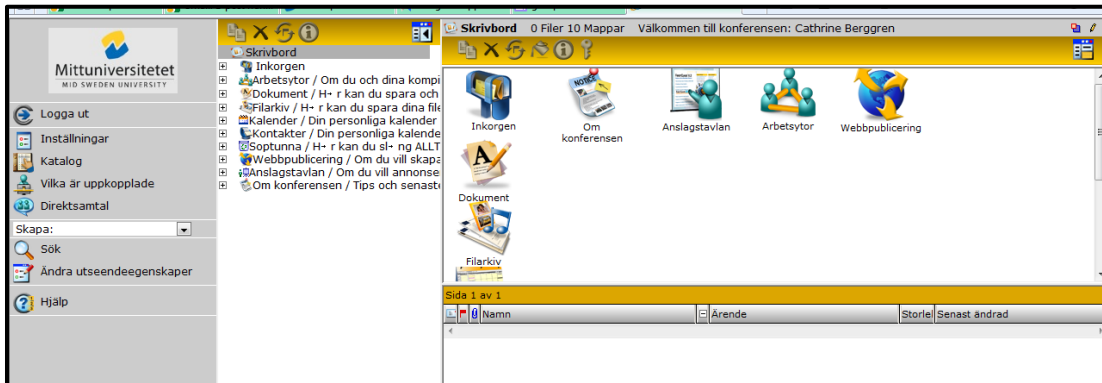 Mittuniversitetet
MID SWEDEN UNIVERSITY
Logga ut
Inställningar
Katalog
Vilka är uppkopplade
Direktsamtal
Skapa:
Sök
Ändra utseendeegenskaper
Hjälp
Skrivbord
Inkorgen
Arbetsytor / Om du och dina kompi
Dokument / H- r kan du spara och
Filarkiv / H- r kan du spara dina file
Kalender / Din personliga kalender
Kontakter / Din personliga kalende
Soptunna / H- r kan du sl- ng ALLT
Webbpublicering / Om du vill skapa
Anslagstavlan / Om du vill annonse
Om konferensen / Tips och senaste
Skrivbord 0 Filer 10 Mappar Välkommen till konferensen: Cathrine Berggren
NOTICE
Inkorgen
Om konferensen
Anslagstavlan
Arbetsytor
Webbpublicering
Dokument
Filarkiv
Sida 1 av 1
Namn Ärende Storlel Senast ändrad